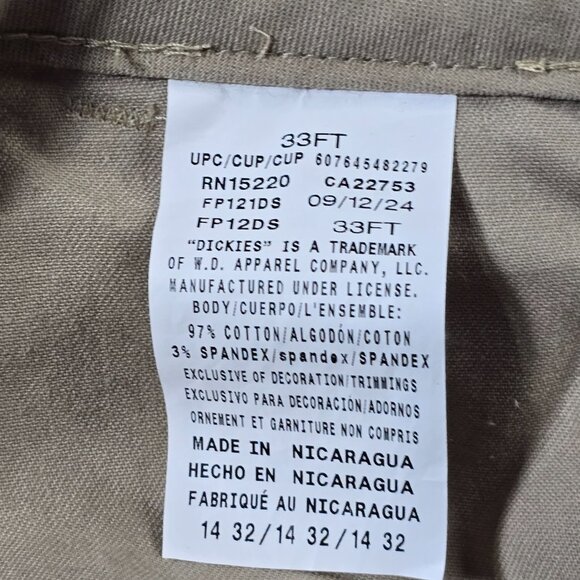 33FT
UPC/CUP/CUP 607645482279
RN15220 CA22753
FP121DS 09/12/24
FP12DS 33FT
"DICKIES" IS A TRADEMARK
OF W.D. APPAREL COMPANY, LLC.
MANUFACTURED UNDER LICENSE.
BODY/CUERPO/L'ENSEMBLE:
97% COTTON/ALGODÓN/COTON
3% SPANDEX/spandex/SPANDEX
EXCLUSIVE OF DECORATION/TRIMMINGS
EXCLUSIVO PARA DECORACIÓN/ADORNOS
ORNEMENT ET GARNITURE NON COMPRIS
MADE IN NICARAGUA
HECHO EN NICARAGUA
FABRIQUÉ AU NICARAGUA
14 32/14 32/14 32